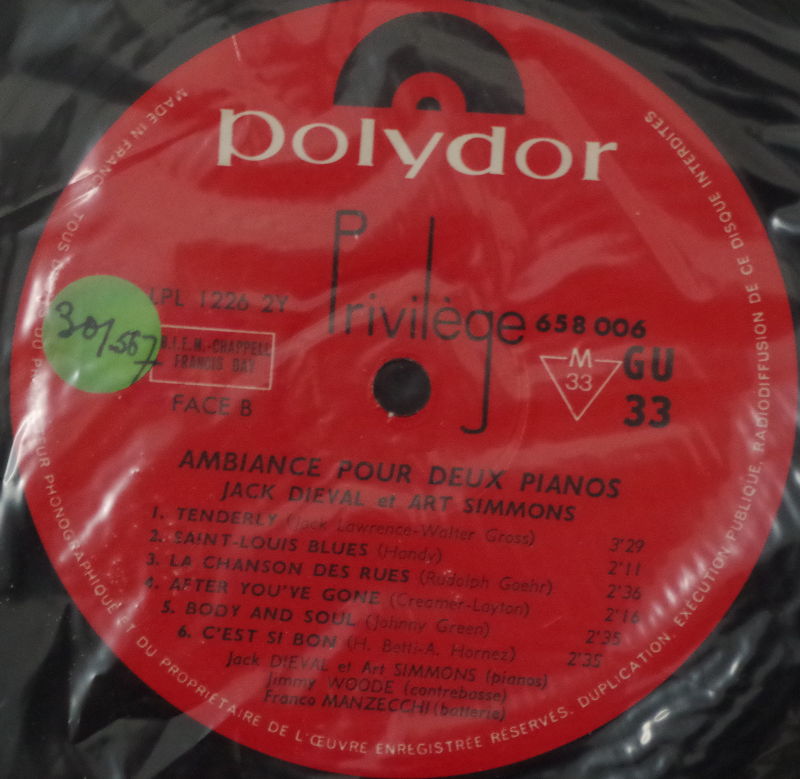 polydor
Privilège
MADE IN FRANCE
LPL 1226 2Y
658 006
30/.567
B.I.E.M.-CHAPPELL
FRANCIS DAY
M
33
GU
33
FACE B
AMBIANCE POUR DEUX PIANOS
JACK DIEVAL et ART SIMMONS
1. TENDERLY (Jack Lawrence-Walter Gross) 3'29
2. SAINT-LOUIS BLUES (Handy) 2'11
3. LA CHANSON DES RUES (Rudolph Goehr) 2'36
4. AFTER YOU'VE GONE (Creamer-Layton) 2'16
5. BODY AND SOUL (Johnny Green) 2'35
6. C'EST SI BON (H. Betti-A. Hornez) 2'35
Jack DIEVAL et Art SIMMONS (pianos)
Jimmy WOODE (contrebasse)
Franco MANZECCHI (batterie)
TOUS DU PHONOGRAPHIQUE ET DU PROPRIÉTAIRE DE L'ŒUVRE ENREGISTRÉE RÉSERVÉS. DUPLICATION, EXÉCUTION PUBLIQUE, RADIODIFFUSION DE CE DISQUE INTERDITES